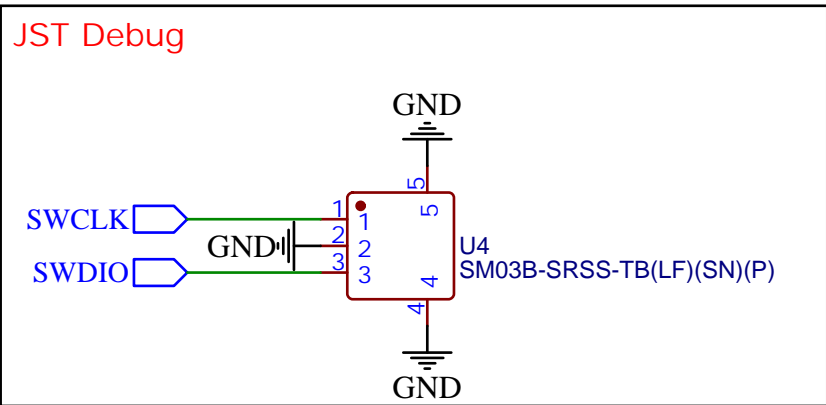 JST Debug
GND
5
5
SWCLK
1
1
GND
2
2
U4
SWDIO
3
3
SM03B-SRSS-TB(LF)(SN)(P)
4
4
GND